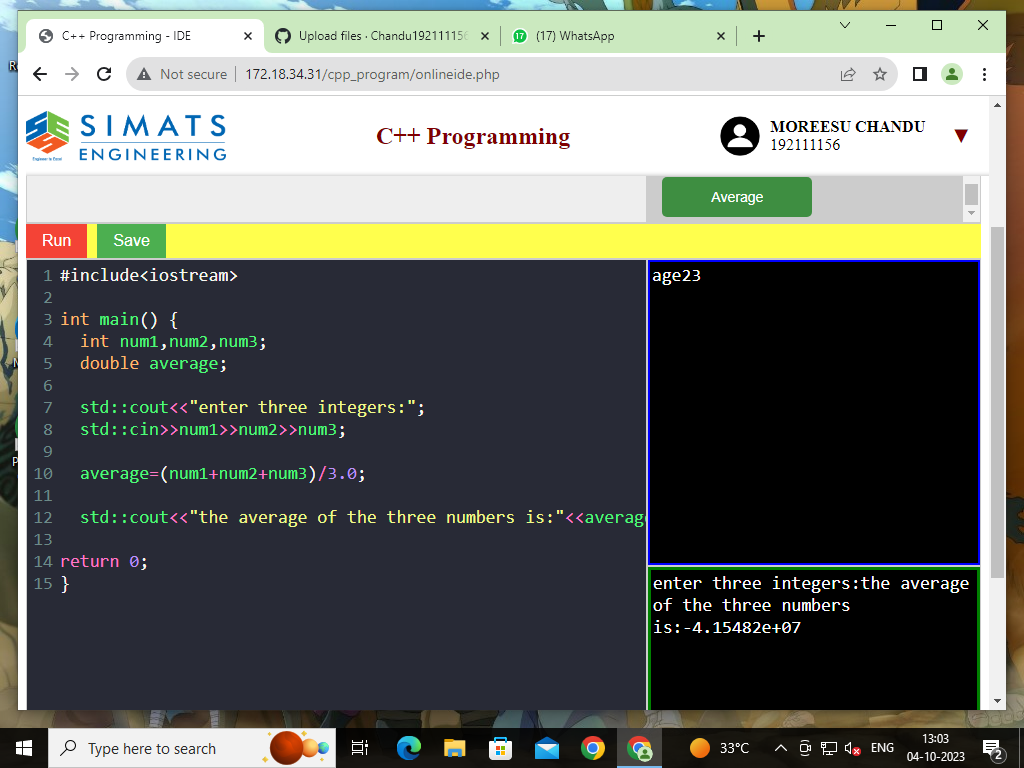 C++ Programming - IDE
Upload files · Chandu192111156
17
(17) WhatsApp
Not secure
172.18.34.31/cpp_program/onlineide.php
SIMATS
ENGINEERING
Engineer to Excel
C++ Programming
MOREESU CHANDU
192111156
Average
Run
Save
1 #include<iostream>
2
3 int main() {
4 int num1,num2,num3;
5 double average;
6
7 std::cout<<"enter three integers:";
8 std::cin>>num1>>num2>>num3;
9
10 average=(num1+num2+num3)/3.0;
11
12 std::cout<<"the average of the three numbers is:"<<average
13
14 return 0;
15 }
age23
enter three integers:the average
of the three numbers
is:-4.15482e+07
Type here to search
33°C
ENG
13:03
04-10-2023
2